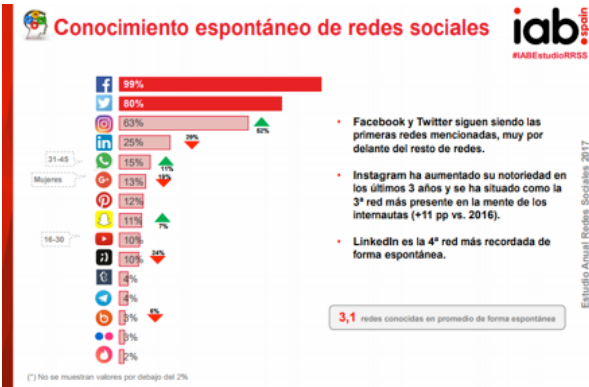 Conocimiento espontáneo de redes sociales
iab
spain
#IABEstudioRRSS
99%
80%
63%
52%
25%
29%
31-45
15%
11%
Mujeres
13%
19%
12%
11%
7%
16-30
10%
10%
24%
4%
4%
3%
6%
3%
2%
• Facebook y Twitter siguen siendo las
primeras redes mencionadas, muy por
delante del resto de redes.
• Instagram ha aumentado su notoriedad en
los últimos 3 años y se ha situado como la
3ª red más presente en la mente de los
internautas (+11 pp vs. 2016).
• LinkedIn es la 4ª red más recordada de
forma espontánea.
3,1 redes conocidas en promedio de forma espontánea
Estudio Anual Redes Sociales 2017
(*) No se muestran valores por debajo del 2%